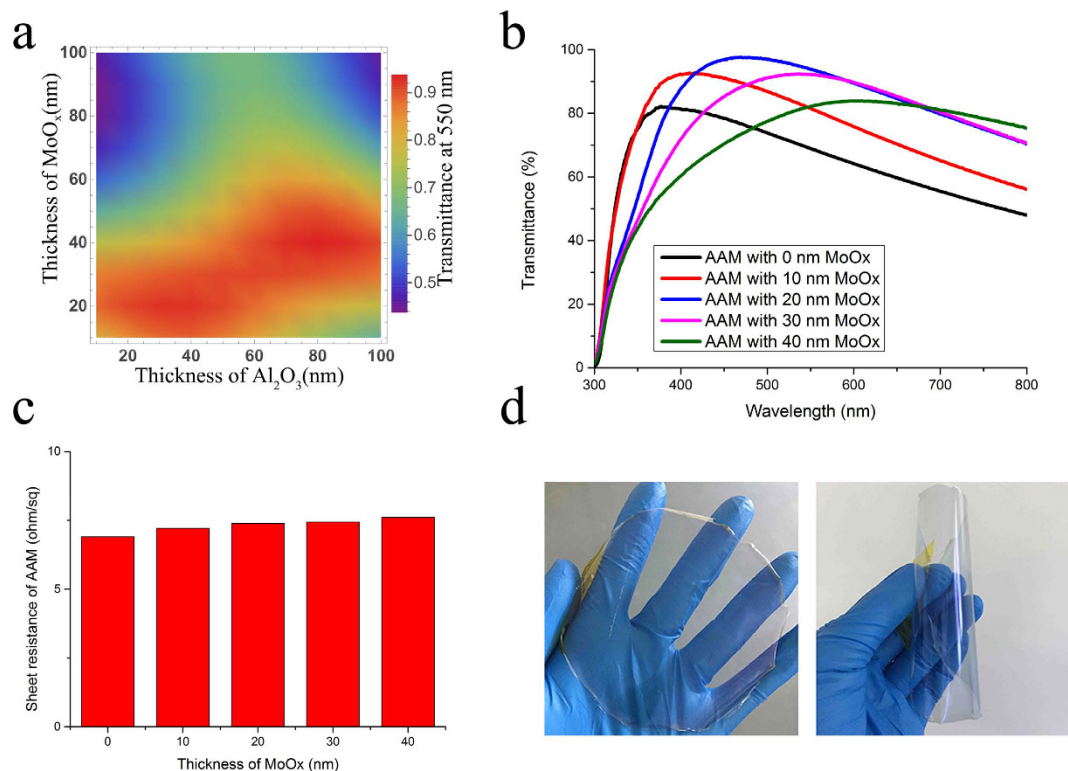 a
Thickness of MoOₓ(nm)
100
80
60
40
20
20
40
60
80
100
Thickness of Al₂O₃(nm)
0.9
0.8
0.7
0.6
0.5
Transmittance at 550 nm
b
Transmittance (%)
100
80
60
40
20
0
300
400
500
600
700
800
Wavelength (nm)
AAM with 0 nm MoOx
AAM with 10 nm MoOx
AAM with 20 nm MoOx
AAM with 30 nm MoOx
AAM with 40 nm MoOx
c
Sheet resistance of AAM (ohm/sq)
10
5
0
0
10
20
30
40
Thickness of MoOx (nm)
d